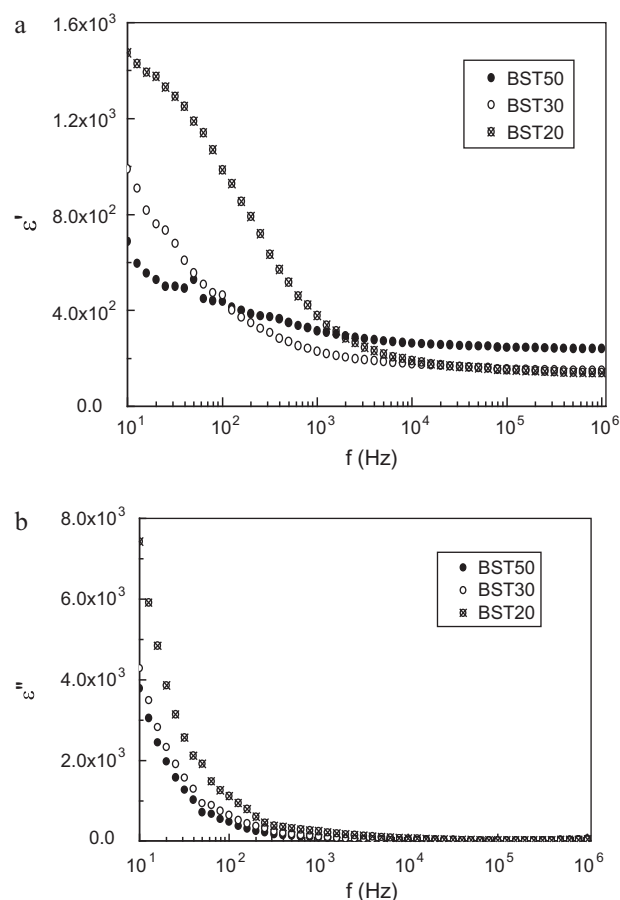 a
1.6x10³
1.2x10³
8.0x10²
4.0x10²
0.0
ε'
BST50
BST30
BST20
10¹ 10² 10³ 10⁴ 10⁵ 10⁶
f (Hz)
b
8.0x10³
6.0x10³
4.0x10³
2.0x10³
0.0
ε"
BST50
BST30
BST20
10¹ 10² 10³ 10⁴ 10⁵ 10⁶
f (Hz)